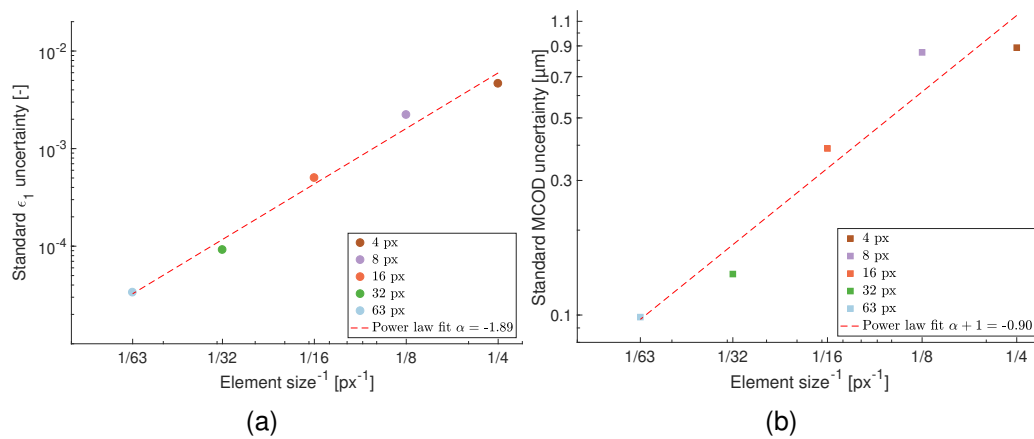 10⁻²
10⁻³
10⁻⁴
Standard ϵ₁ uncertainty [-]
4 px
8 px
16 px
32 px
63 px
Power law fit α = -1.89
1/63 1/32 1/16 1/8 1/4
Element size⁻¹ [px⁻¹]
(a)
1.1
0.9
0.5
0.3
0.1
Standard MCOD uncertainty [µm]
4 px
8 px
16 px
32 px
63 px
Power law fit α + 1 = -0.90
1/63 1/32 1/16 1/8 1/4
Element size⁻¹ [px⁻¹]
(b)